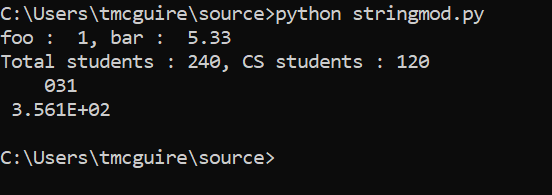 C:\Users\tmcguire\source>python stringmod.py
foo :  1, bar :  5.33
Total students : 240, CS students : 120
    031
 3.561E+02

C:\Users\tmcguire\source>